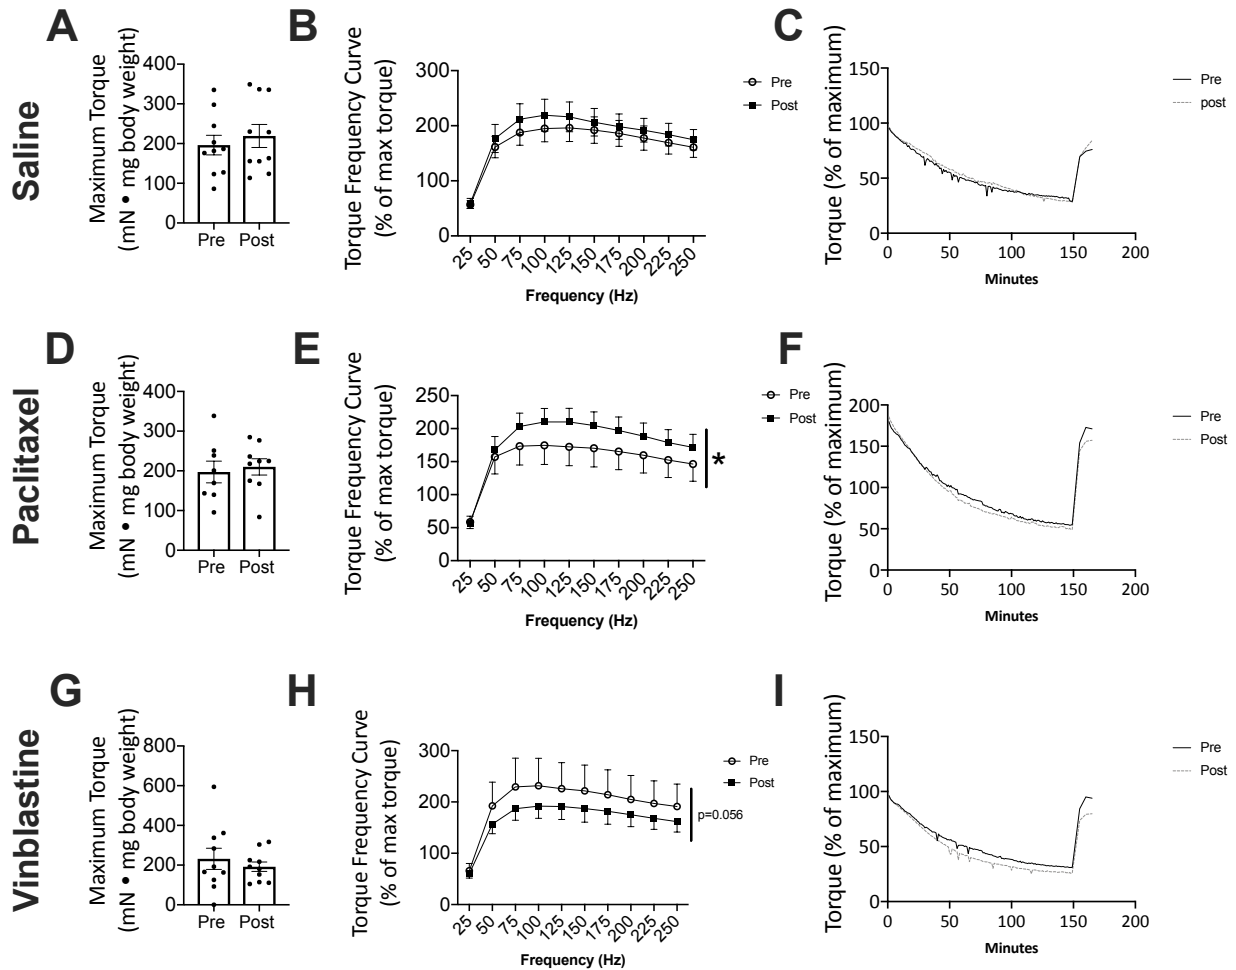 A
B
C
Saline
Maximum Torque
(mN • mg body weight)
400
300
200
100
0
Pre
Post
Torque Frequency Curve
(% of max torque)
300
200
100
0
25
50
75
100
125
150
175
200
225
250
Frequency (Hz)
Pre
Post
Torque (% of maximum)
150
100
50
0
0
50
100
150
200
Minutes
Pre
post
D
E
F
Paclitaxel
Maximum Torque
(mN • mg body weight)
400
300
200
100
0
Pre
Post
Torque Frequency Curve
(% of max torque)
250
200
150
100
50
0
25
50
75
100
125
150
175
200
225
250
Frequency (Hz)
Pre
Post
*
Torque (% of maximum)
200
150
100
50
0
0
50
100
150
200
Minutes
Pre
Post
G
H
I
Vinblastine
Maximum Torque
(mN • mg body weight)
800
600
400
200
0
Pre
Post
Torque Frequency Curve
(% of max torque)
300
200
100
0
25
50
75
100
125
150
175
200
225
250
Frequency (Hz)
Pre
Post
p=0.056
Torque (% of maximum)
150
100
50
0
0
50
100
150
200
Minutes
Pre
Post